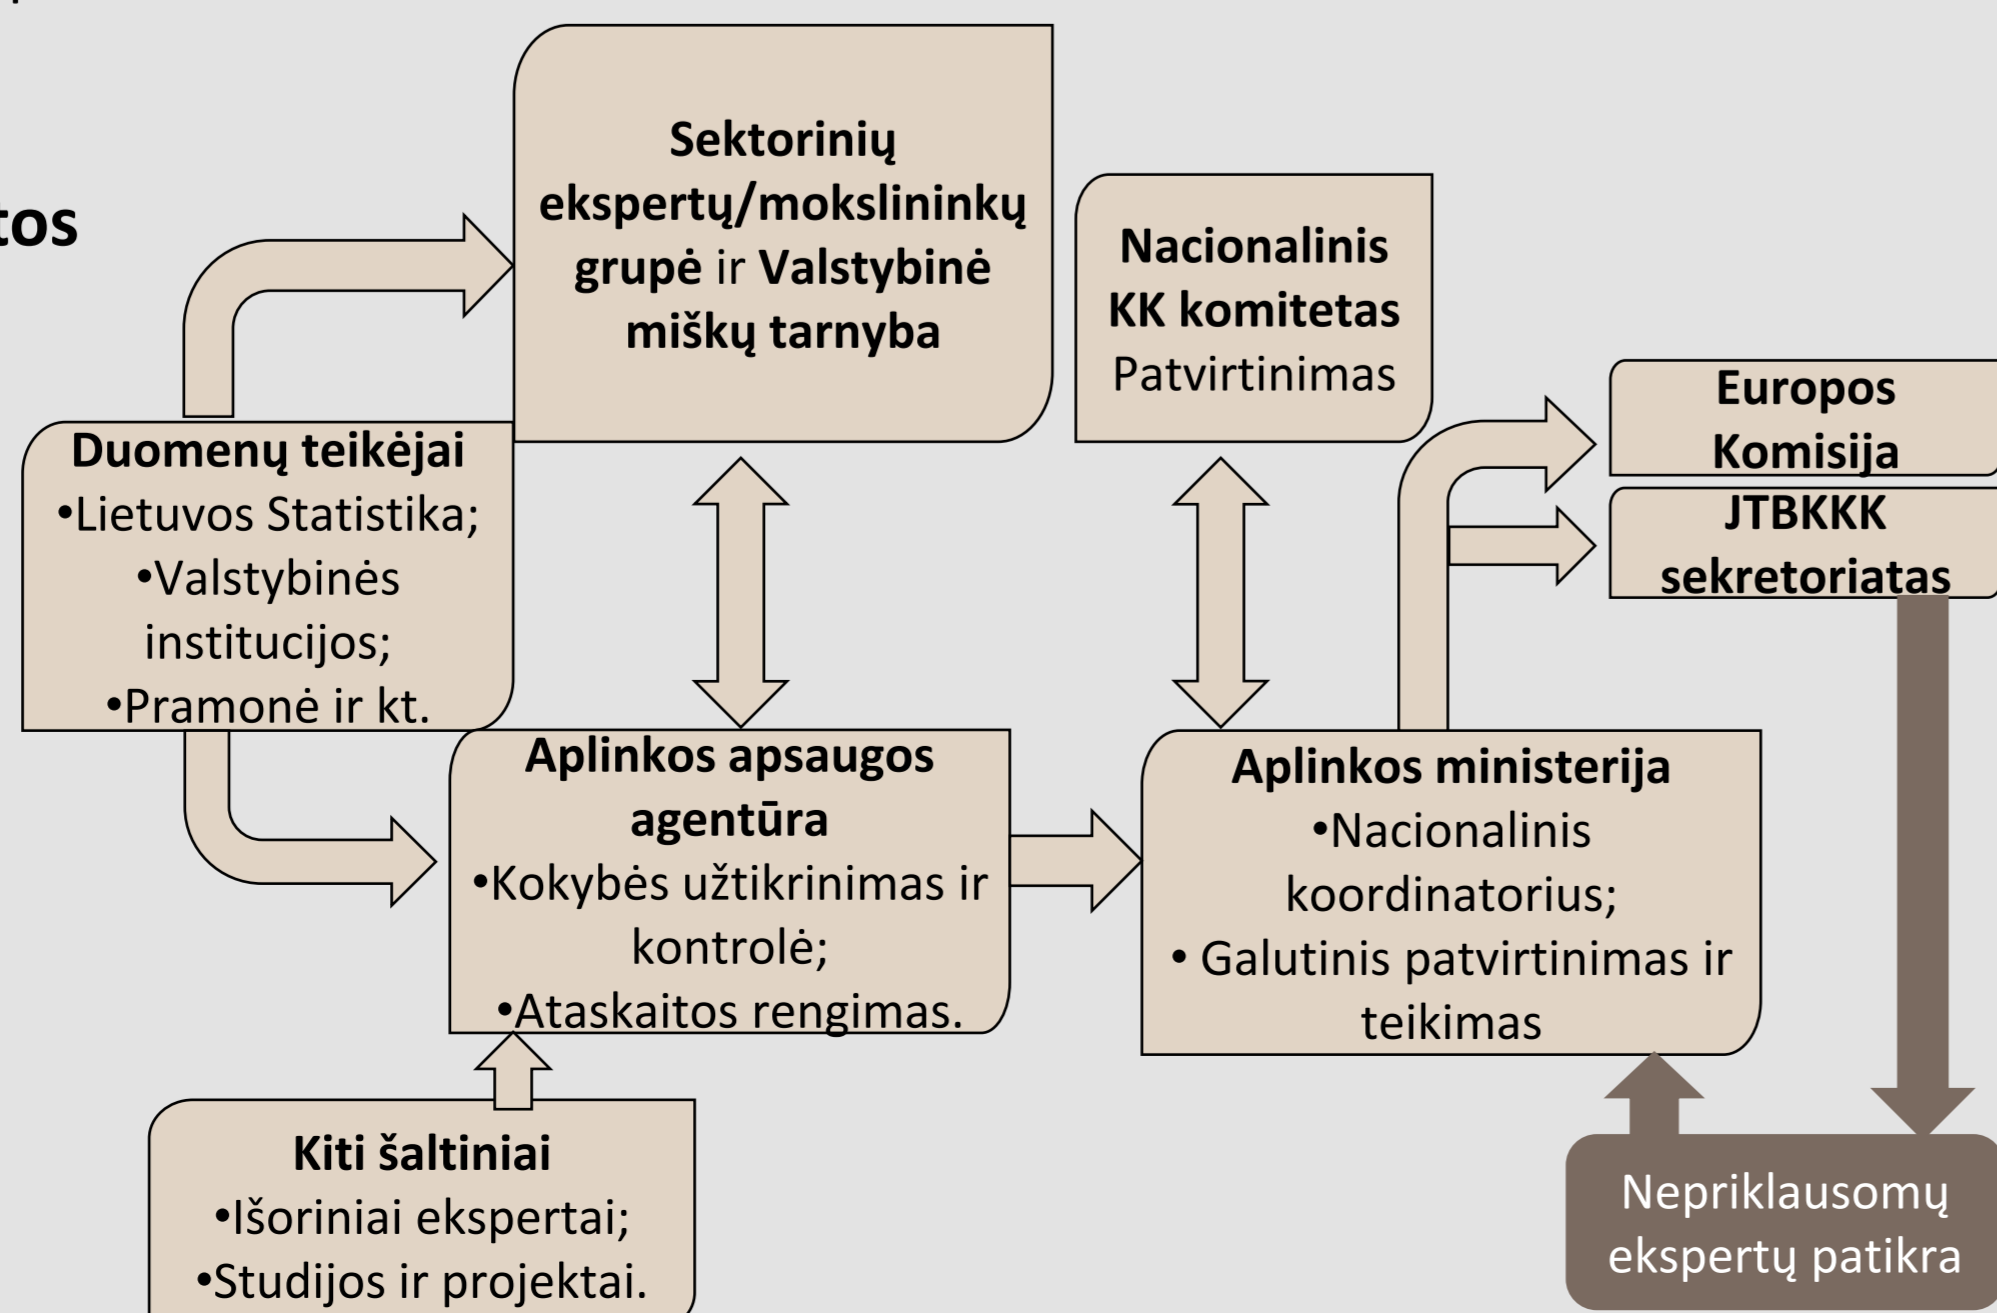 Sektorinių
ekspertų/mokslininkų
grupė ir Valstybinė
miškų tarnyba
Nacionalinis
KK komitetas
Patvirtinimas
Europos
Komisija
JTBKKK
sekretoriatas
Duomenų teikėjai
•Lietuvos Statistika;
•Valstybinės
institucijos;
•Pramonė ir kt.
Aplinkos apsaugos
agentūra
•Kokybės užtikrinimas ir
kontrolė;
•Ataskaitos rengimas.
Aplinkos ministerija
•Nacionalinis
koordinatorius;
• Galutinis patvirtinimas ir
teikimas
Kiti šaltiniai
•Išoriniai ekspertai;
•Studijos ir projektai.
Nepriklausomų
ekspertų patikra